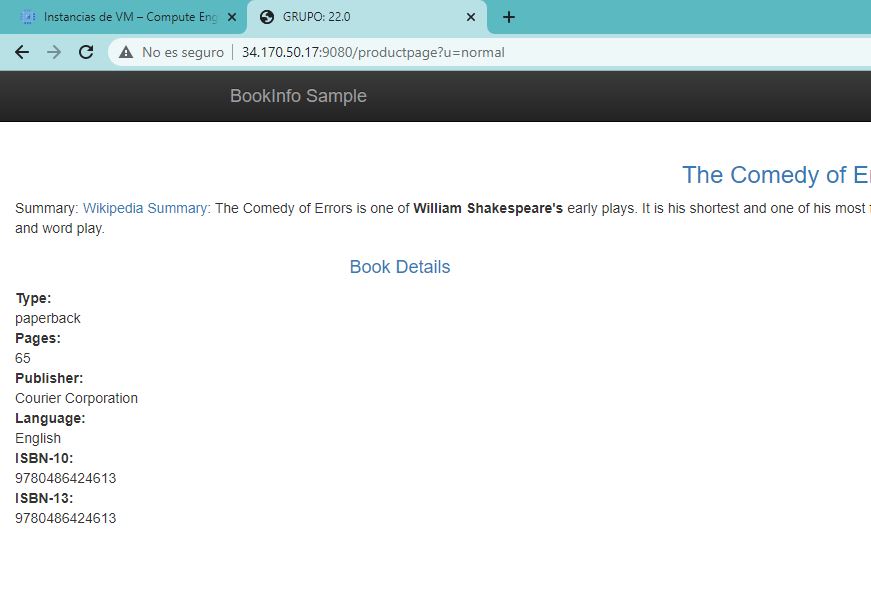 Instancias de VM – Compute Eng
GRUPO: 22.0
No es seguro
34.170.50.17:9080/productpage?u=normal
BookInfo Sample
The Comedy of Er
Summary: Wikipedia Summary: The Comedy of Errors is one of William Shakespeare's early plays. It is his shortest and one of his most
and word play.
Book Details
Type:
paperback
Pages:
65
Publisher:
Courier Corporation
Language:
English
ISBN-10:
9780486424613
ISBN-13:
9780486424613